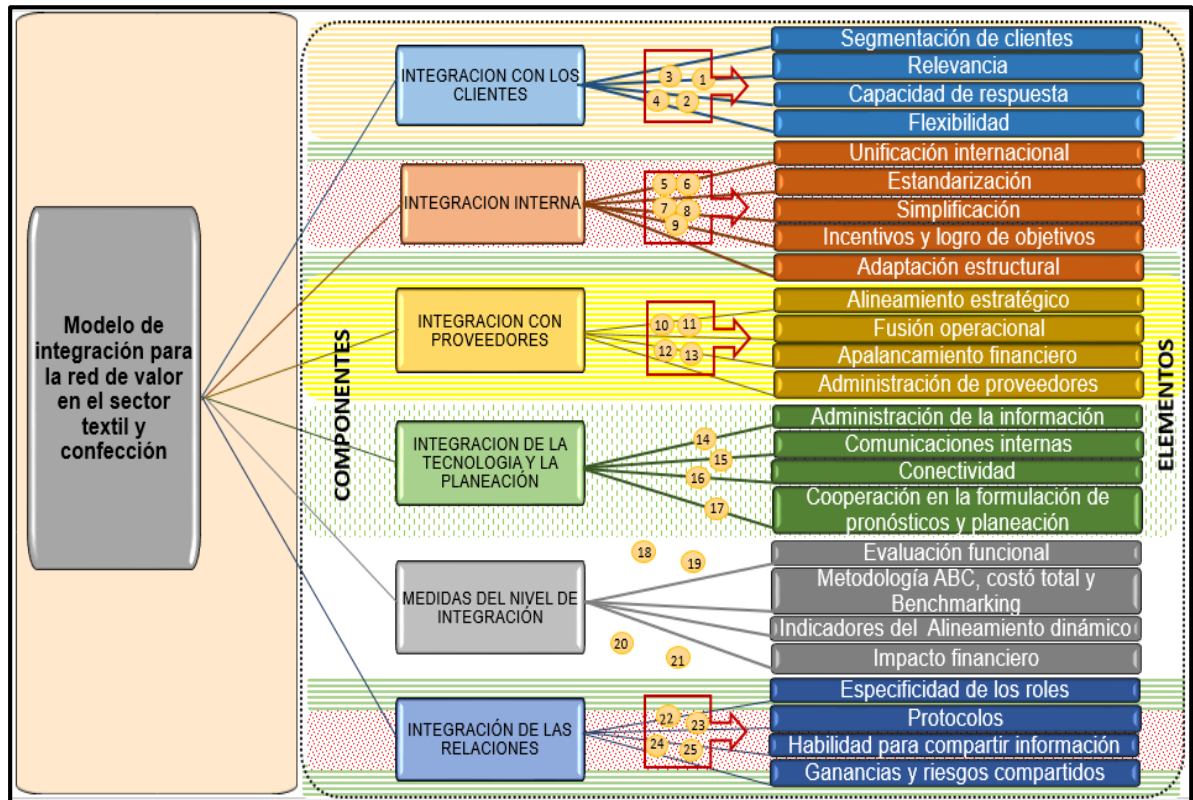 Modelo de
integración para
la red de valor
en el sector
textil y
confección
COMPONENTES
INTEGRACION CON LOS
CLIENTES
3
1
4
2
Segmentación de clientes
Relevancia
Capacidad de respuesta
Flexibilidad
INTEGRACION INTERNA
5
6
7
8
9
Unificación internacional
Estandarización
Simplificación
Incentivos y logro de objetivos
Adaptación estructural
INTEGRACION CON
PROVEEDORES
10
11
12
13
Alineamiento estratégico
Fusión operacional
Apalancamiento financiero
Administración de proveedores
INTEGRACION DE LA
TECNOLOGIA Y LA
PLANEACIÓN
14
15
16
17
Administración de la información
Comunicaciones internas
Conectividad
Cooperación en la formulación de
pronósticos y planeación
MEDIDAS DEL NIVEL DE
INTEGRACIÓN
18
19
20
21
Evaluación funcional
Metodología ABC, costó total y
Benchmarking
Indicadores del Alineamiento dinámico
Impacto financiero
INTEGRACIÓN DE LAS
RELACIONES
22
23
24
25
Especificidad de los roles
Protocolos
Habilidad para compartir información
Ganancias y riesgos compartidos
ELEMENTOS